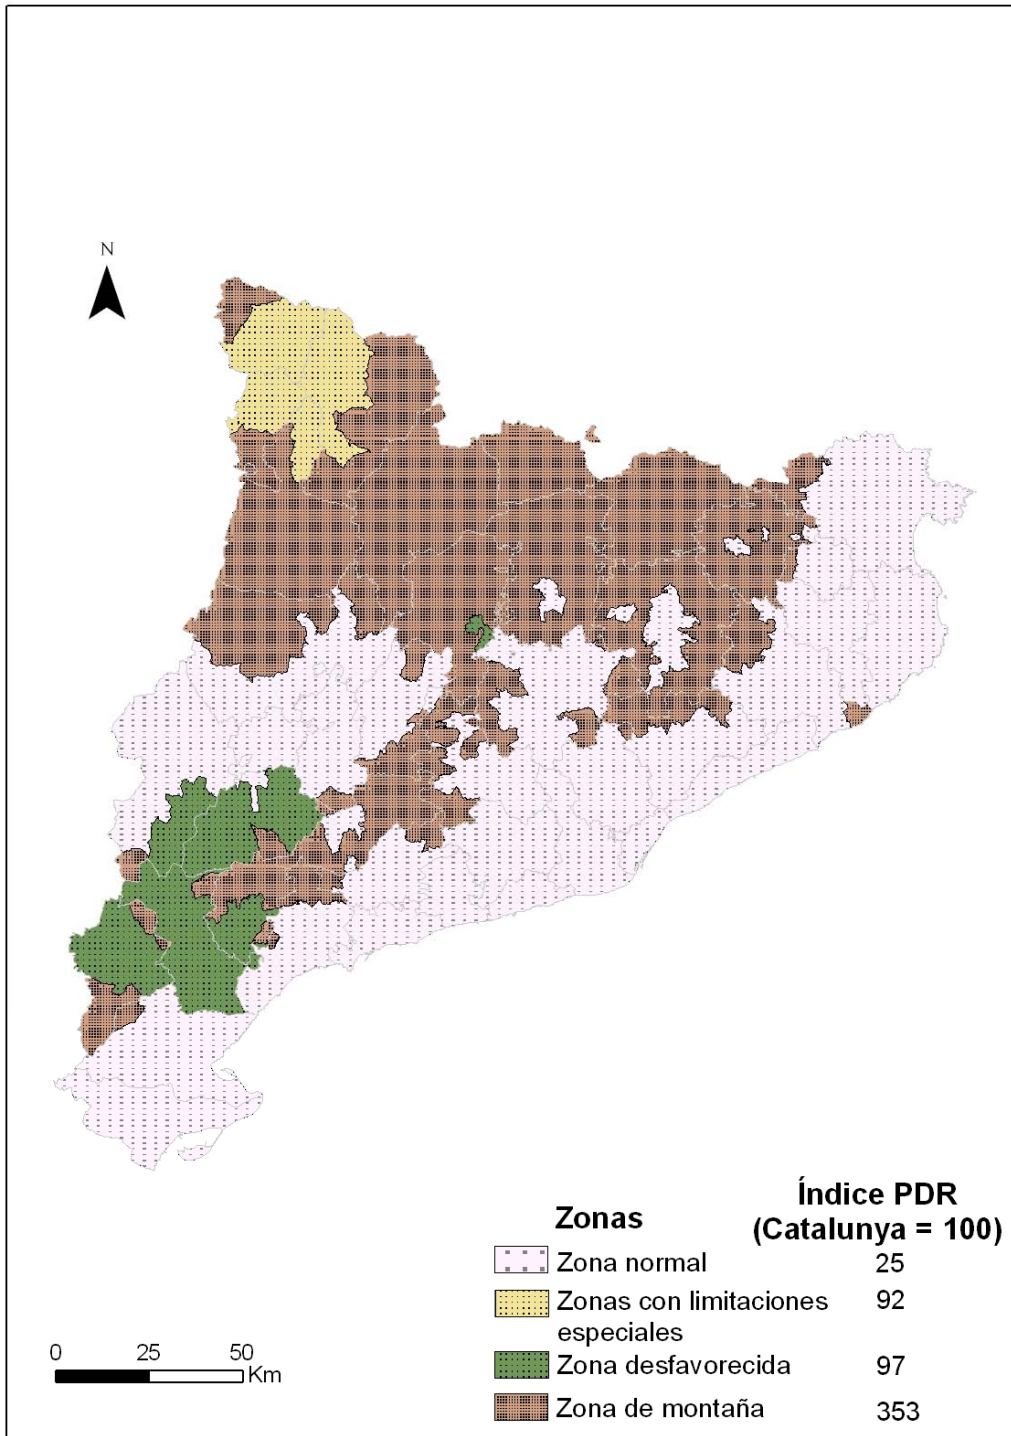 N
Zonas
Índice PDR
(Catalunya = 100)
Zona normal 25
Zonas con limitaciones 92
especiales
Zona desfavorecida 97
Zona de montaña 353
0 25 50
Km